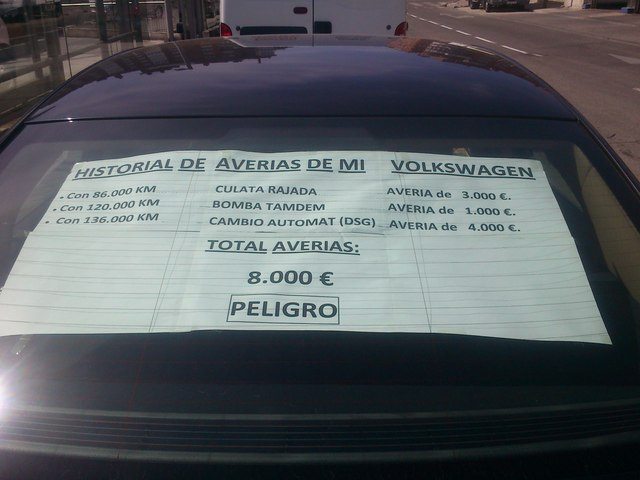 HISTORIAL DE AVERIAS DE MI VOLKSWAGEN
• Con 86.000 KM CULATA RAJADA AVERIA de 3.000 €.
• Con 120.000 KM BOMBA TAMDEM AVERIA de 1.000 €.
• Con 136.000 KM CAMBIO AUTOMAT (DSG) AVERIA de 4.000 €.
TOTAL AVERIAS:
8.000 €
PELIGRO